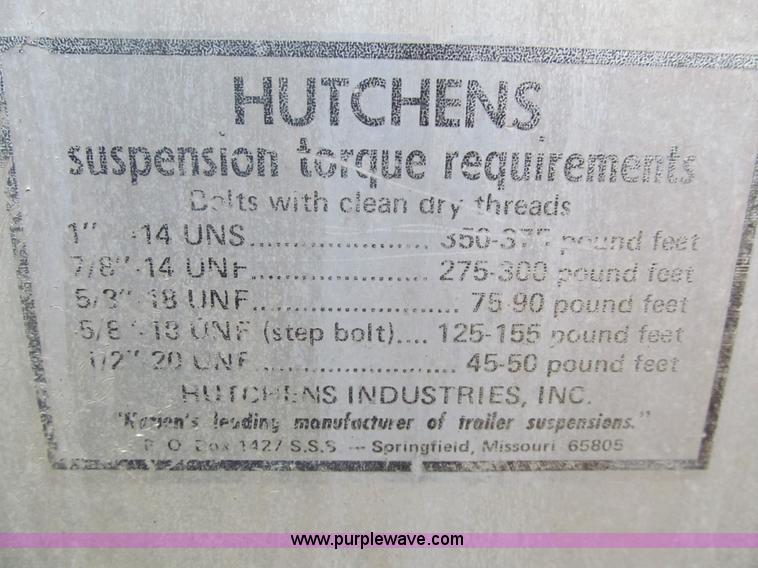 HUTCHENS
suspension torque requirements
Bolts with clean dry threads
1" -14 UNS..................... 350-375 pound feet
7/8"-14 UNF..................... 275-300 pound feet
5/8"-18 UNF........................... 75-90 pound feet
5/8"-18 UNF (step bolt).... 125-155 pound feet
1/2"-20 UNF........................... 45-50 pound feet
HUTCHENS INDUSTRIES, INC.
"Nation's leading manufacturer of trailer suspensions."
P. O. Box 1427 S.S.S. --- Springfield, Missouri 65805
www.purplewave.com